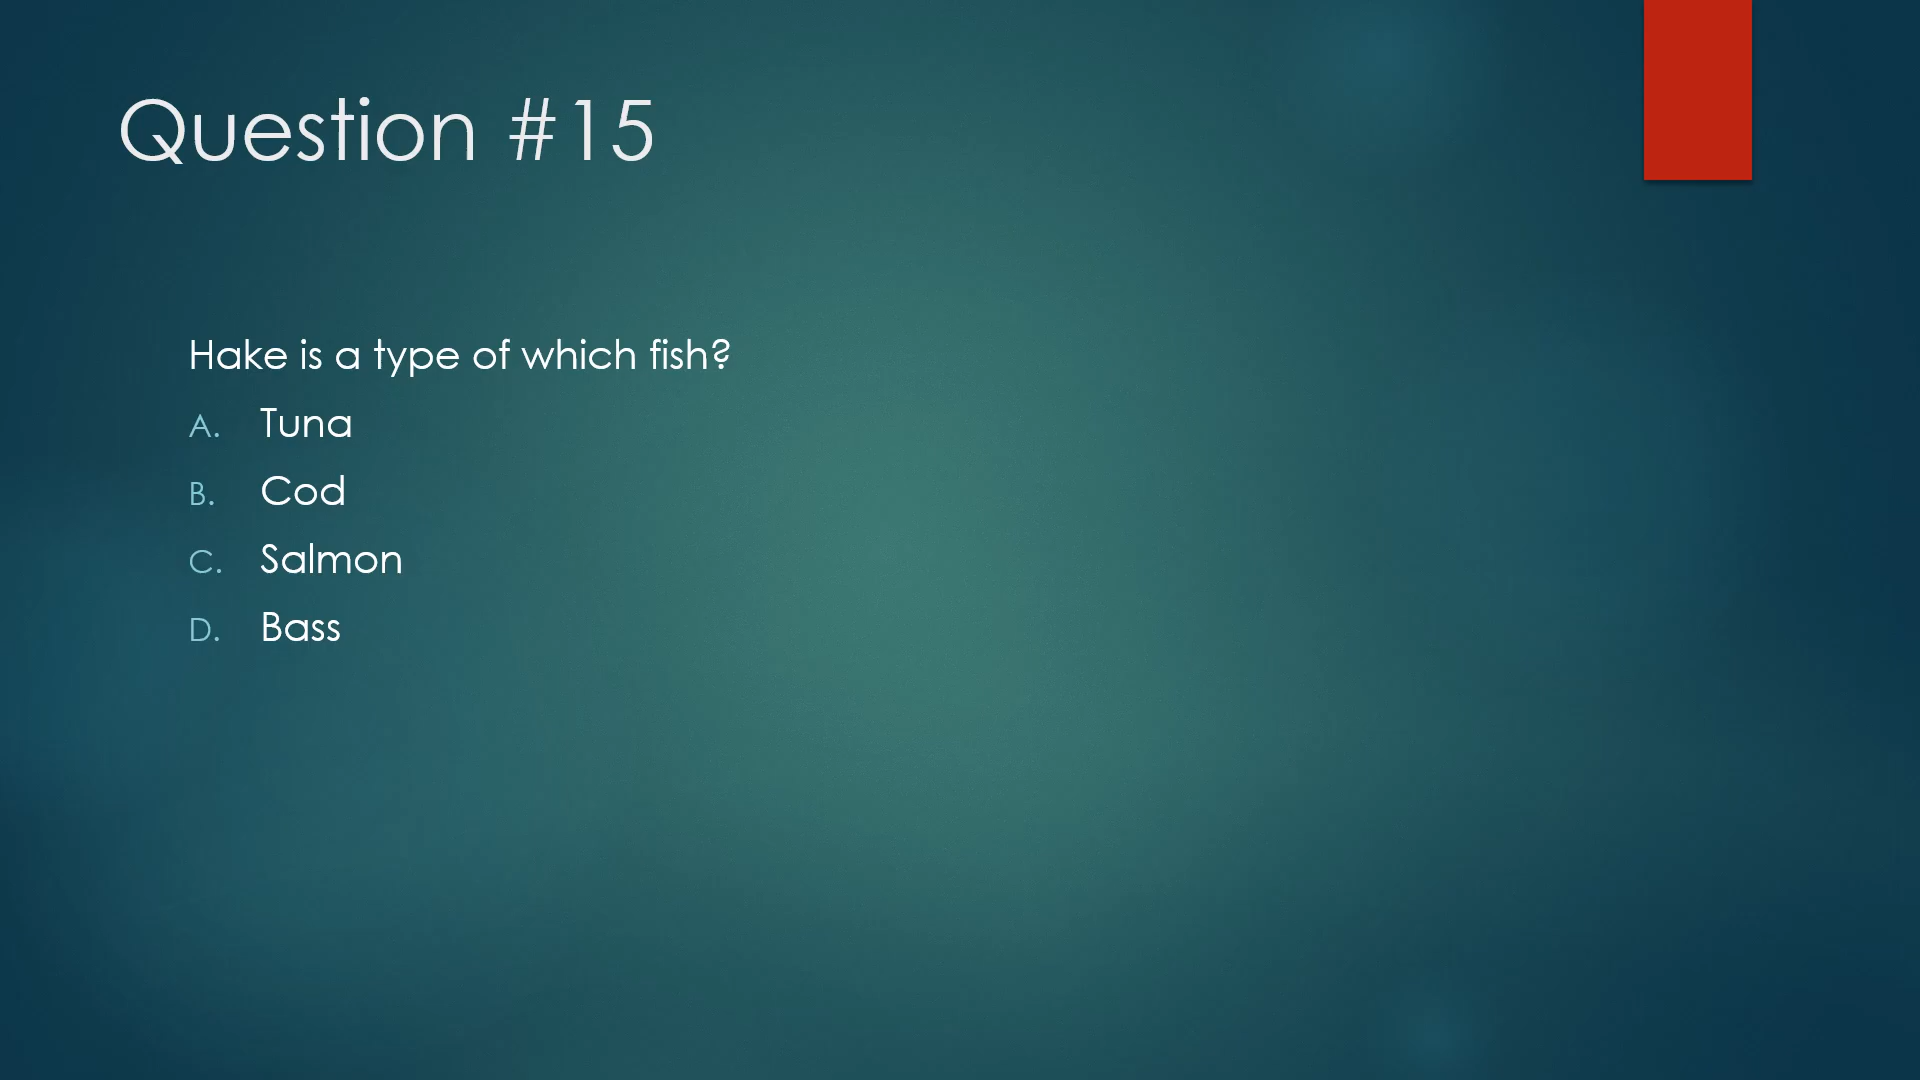 Question #15
Hake is a type of which fish?
A. Tuna
B. Cod
C. Salmon
D. Bass